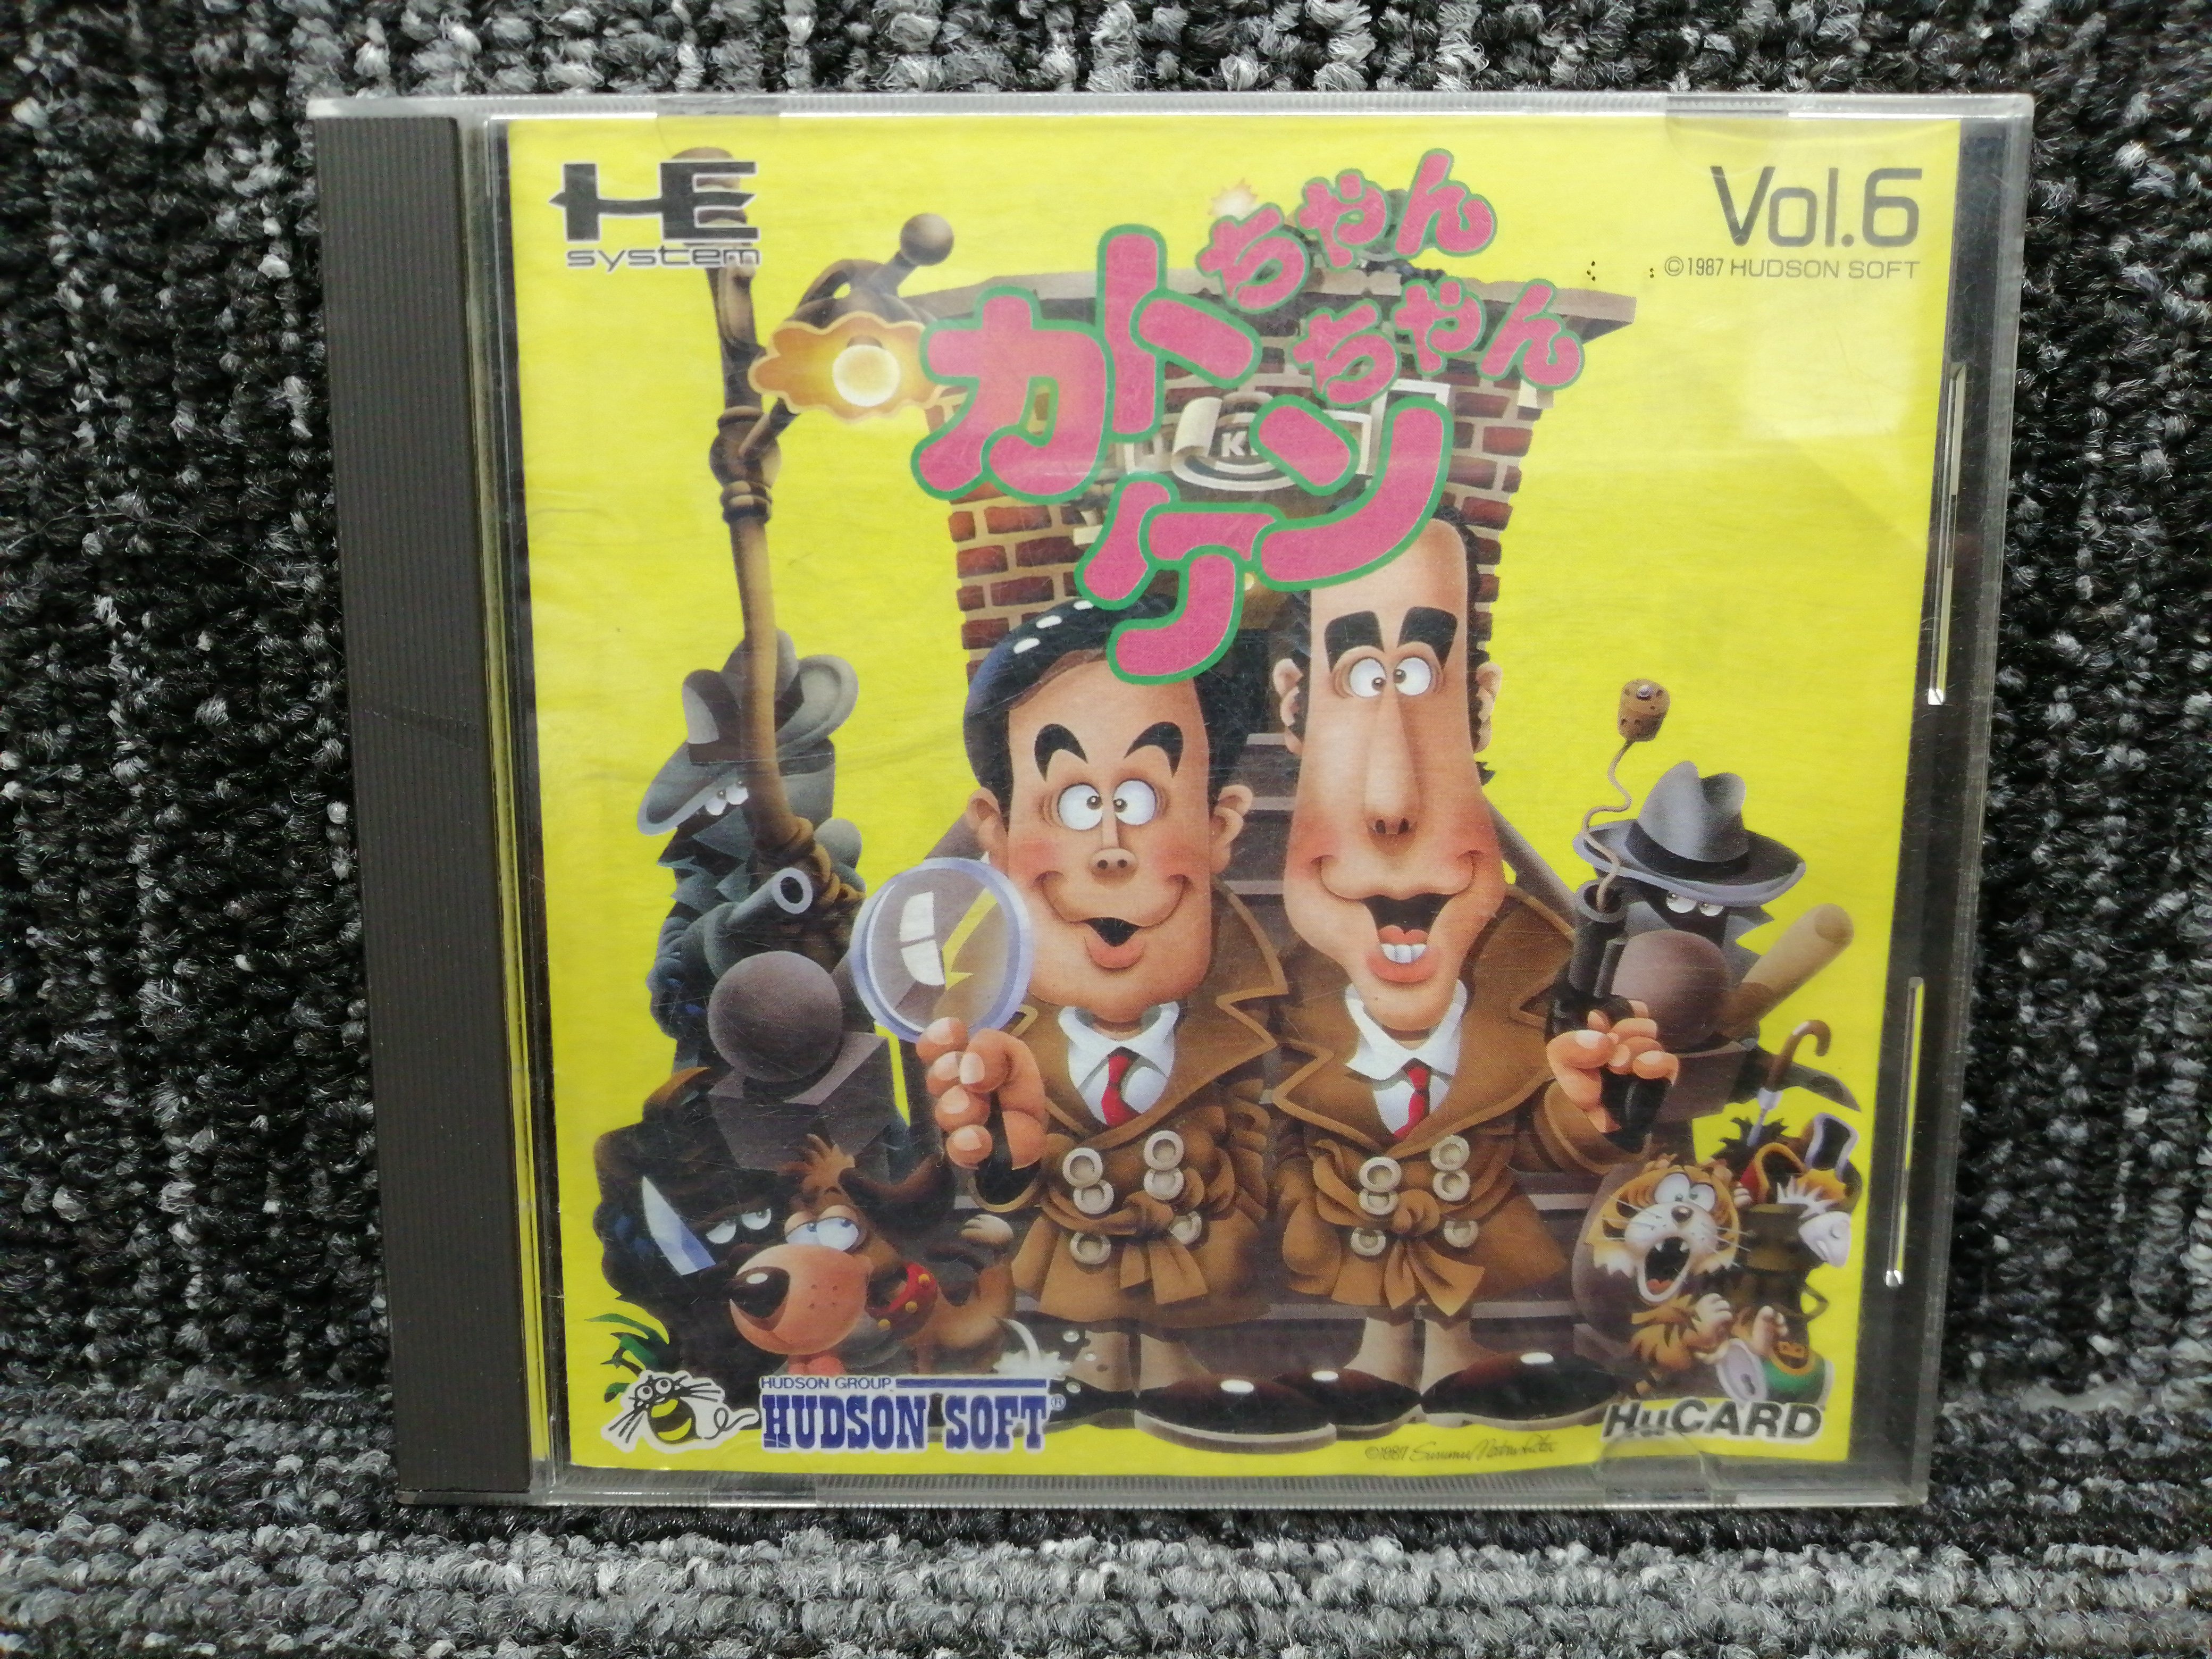 HE
system
Vol.6
©1987 HUDSON SOFT
カトちゃん
ケンちゃん
HUDSON GROUP
HUDSON SOFT®
HuCARD
©1987